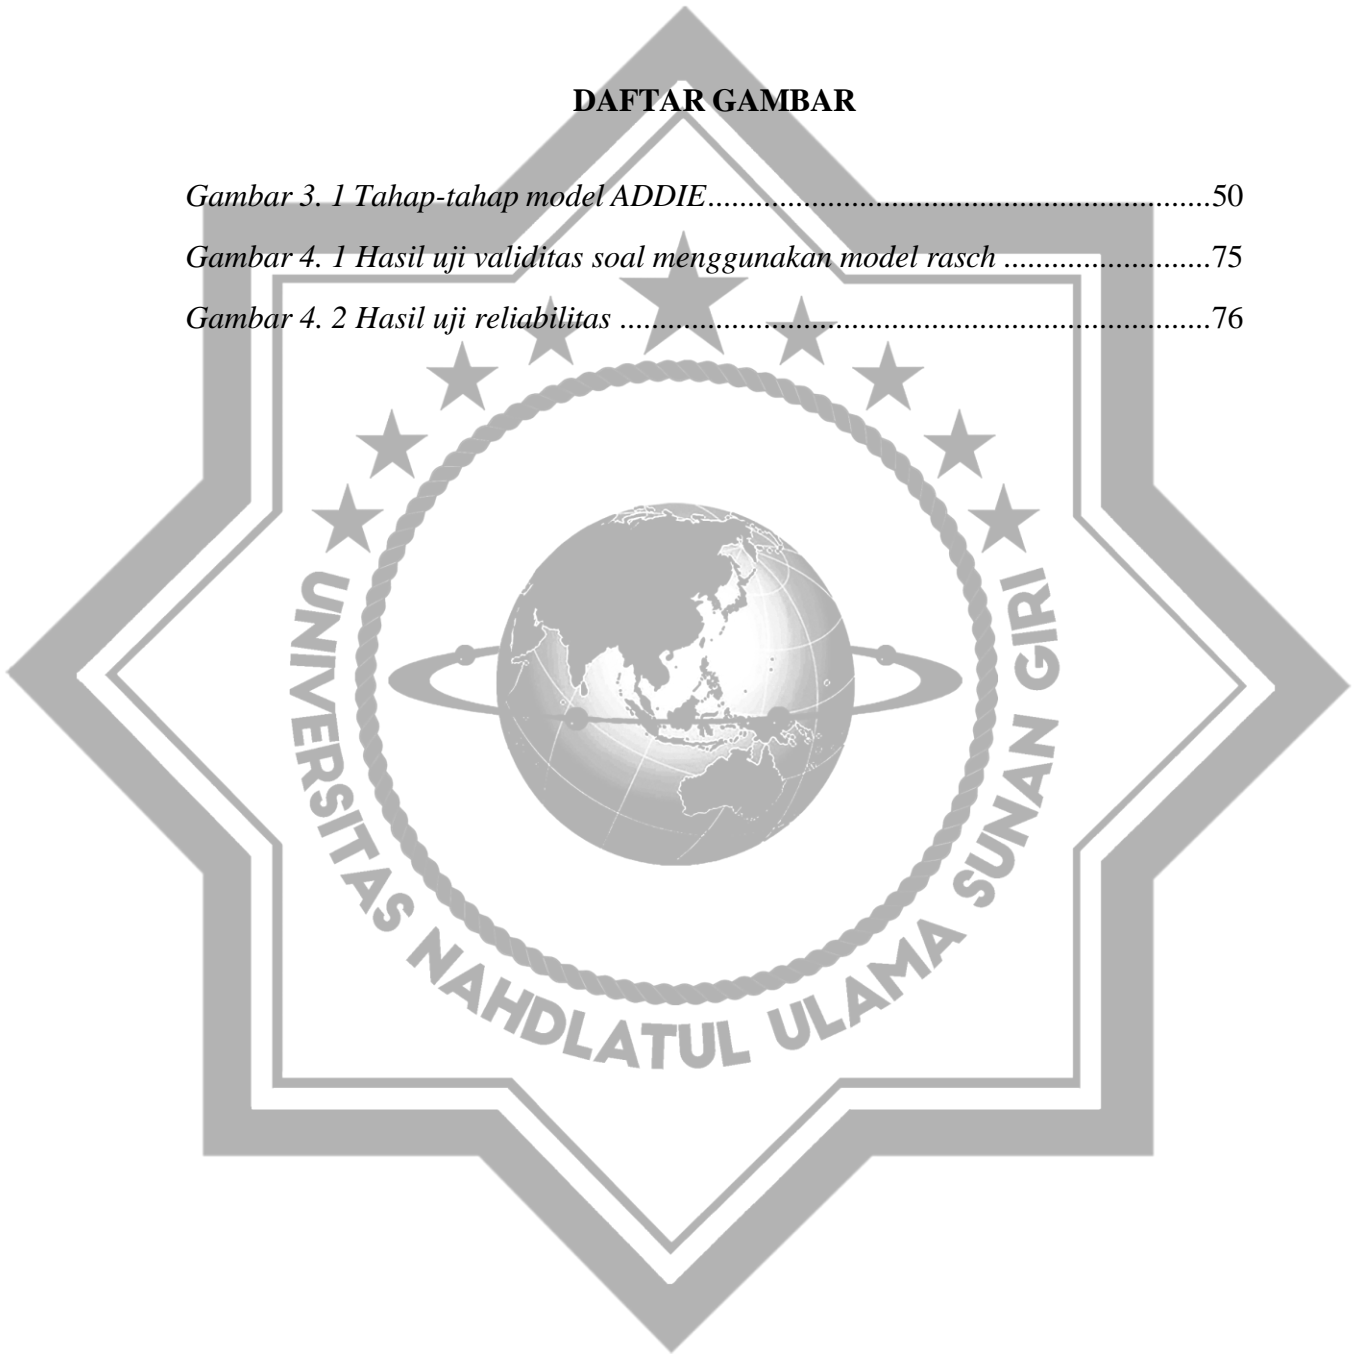 DAFTAR GAMBAR
Gambar 3. 1 Tahap-tahap model ADDIE...............................................................50
Gambar 4. 1 Hasil uji validitas soal menggunakan model rasch ..........................75
Gambar 4. 2 Hasil uji reliabilitas ..........................................................................76
UNIVERSITAS NAHDLATUL ULAMA SUNAN GIRI